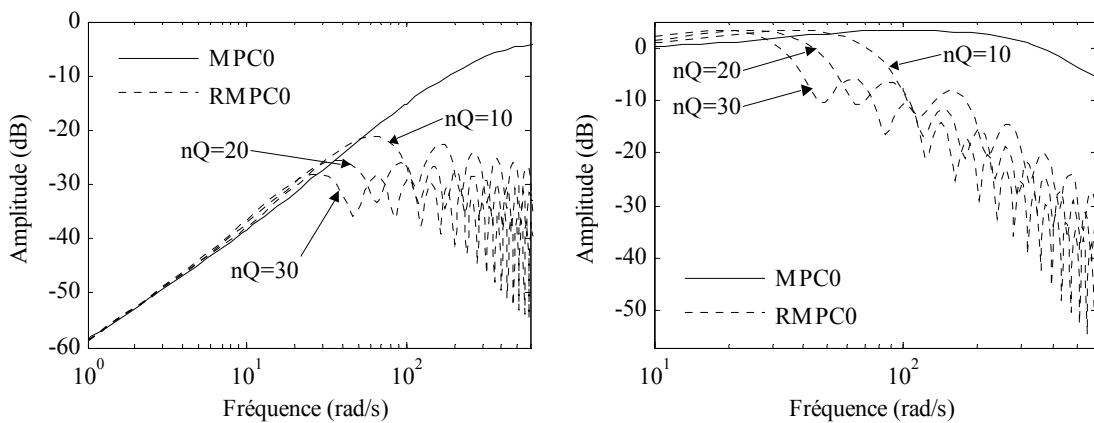 0
-10
-20
-30
-40
-50
-60
Amplitude (dB)
MPC0
RMPC0
nQ=10
nQ=20
nQ=30
10^0
10^1
10^2
Fréquence (rad/s)
0
-10
-20
-30
-40
-50
Amplitude (dB)
nQ=20
nQ=10
nQ=30
MPC0
RMPC0
10^1
10^2
Fréquence (rad/s)